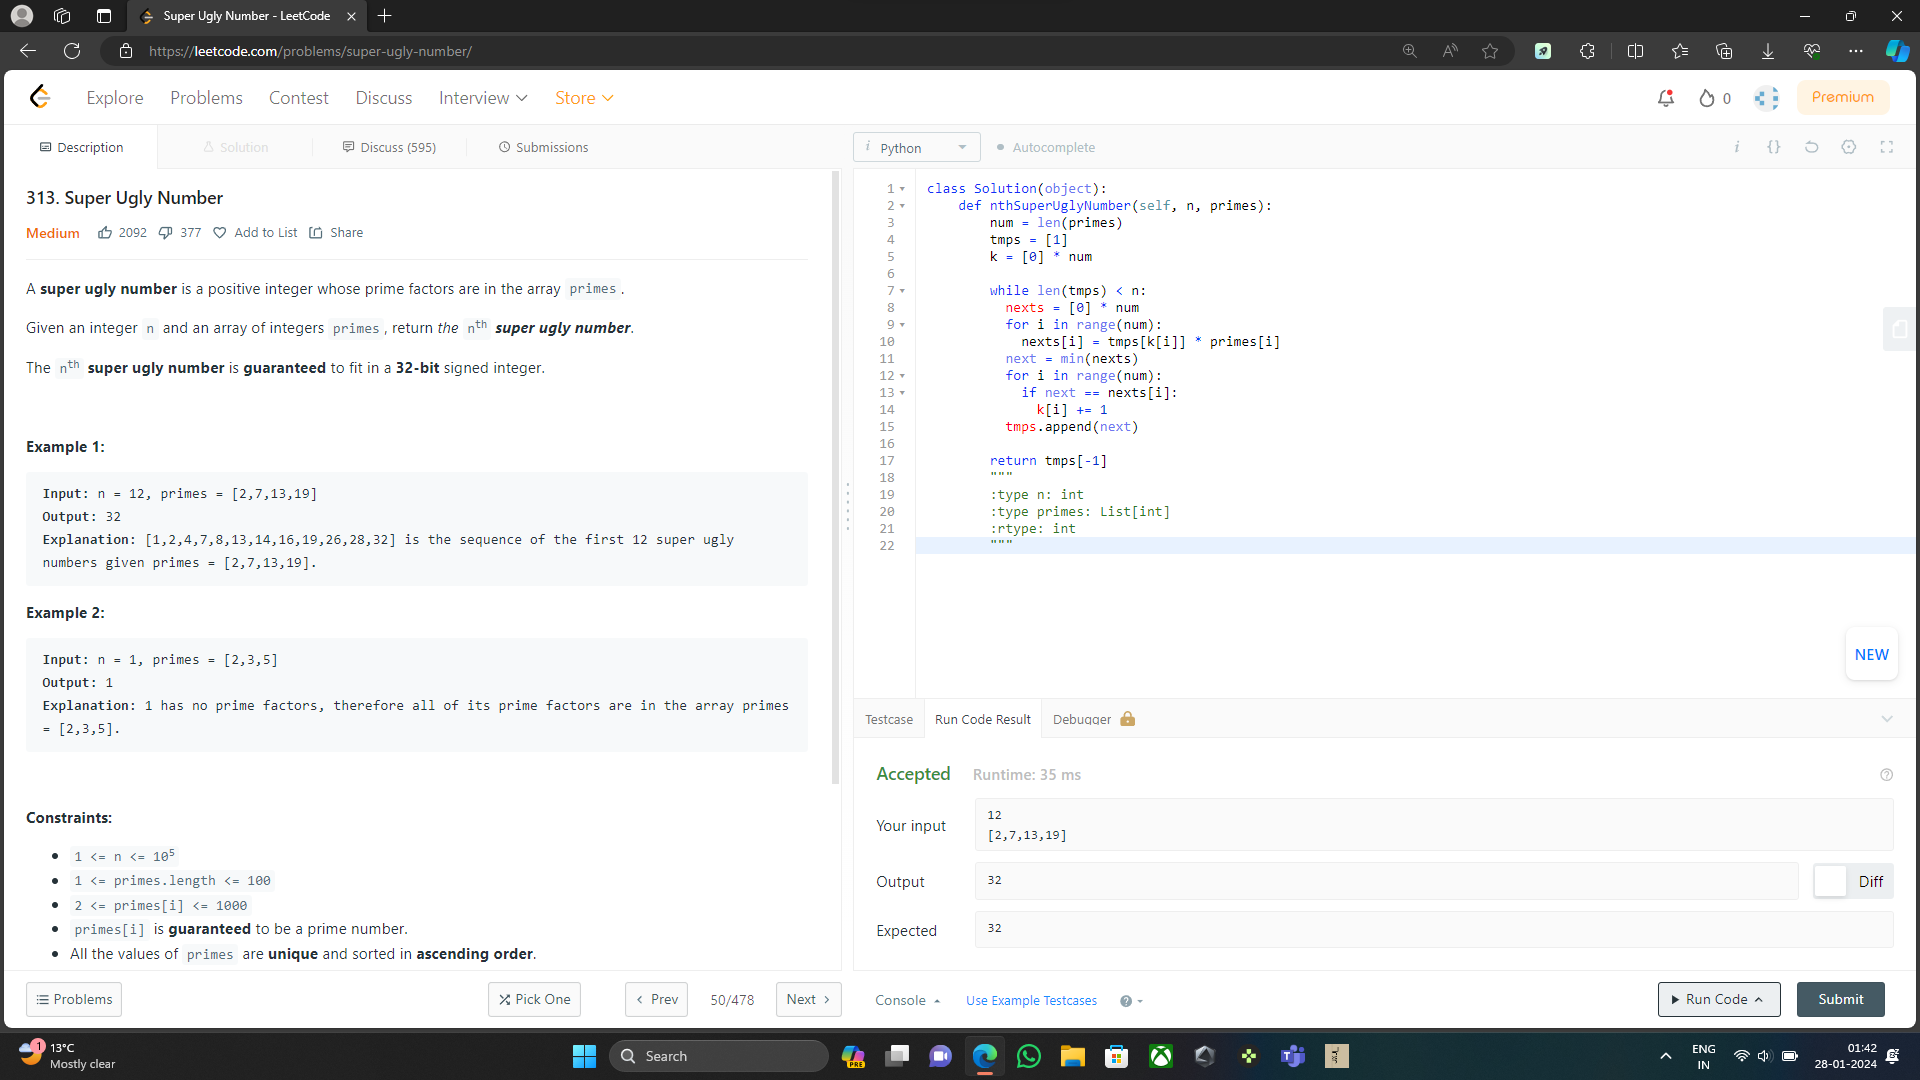 Super Ugly Number - LeetCode
https://leetcode.com/problems/super-ugly-number/
Explore Problems Contest Discuss Interview Store
0 Premium
Description Solution Discuss (595) Submissions
i Python Autocomplete
313. Super Ugly Number
Medium 2092 377 Add to List Share
A super ugly number is a positive integer whose prime factors are in the array primes.
Given an integer n and an array of integers primes, return the nth super ugly number.
The nth super ugly number is guaranteed to fit in a 32-bit signed integer.
Example 1:
Input: n = 12, primes = [2,7,13,19]
Output: 32
Explanation: [1,2,4,7,8,13,14,16,19,26,28,32] is the sequence of the first 12 super ugly
numbers given primes = [2,7,13,19].
Example 2:
Input: n = 1, primes = [2,3,5]
Output: 1
Explanation: 1 has no prime factors, therefore all of its prime factors are in the array primes
= [2,3,5].
Constraints:
1 <= n <= 10^5
1 <= primes.length <= 100
2 <= primes[i] <= 1000
primes[i] is guaranteed to be a prime number.
All the values of primes are unique and sorted in ascending order.
Problems Pick One Prev 50/478 Next
1 class Solution(object):
2     def nthSuperUglyNumber(self, n, primes):
3         num = len(primes)
4         tmps = [1]
5         k = [0] * num
6
7         while len(tmps) < n:
8           nexts = [0] * num
9           for i in range(num):
10             nexts[i] = tmps[k[i]] * primes[i]
11           next = min(nexts)
12           for i in range(num):
13             if next == nexts[i]:
14               k[i] += 1
15           tmps.append(next)
16
17         return tmps[-1]
18         """
19         :type n: int
20         :type primes: List[int]
21         :rtype: int
22         """
NEW
Testcase Run Code Result Debugger
Accepted Runtime: 35 ms
Your input
12
[2,7,13,19]
Output 32 Diff
Expected 32
Console Use Example Testcases Run Code Submit
1
13°C
Mostly clear
Search
PRE
ENG
IN
01:42
28-01-2024